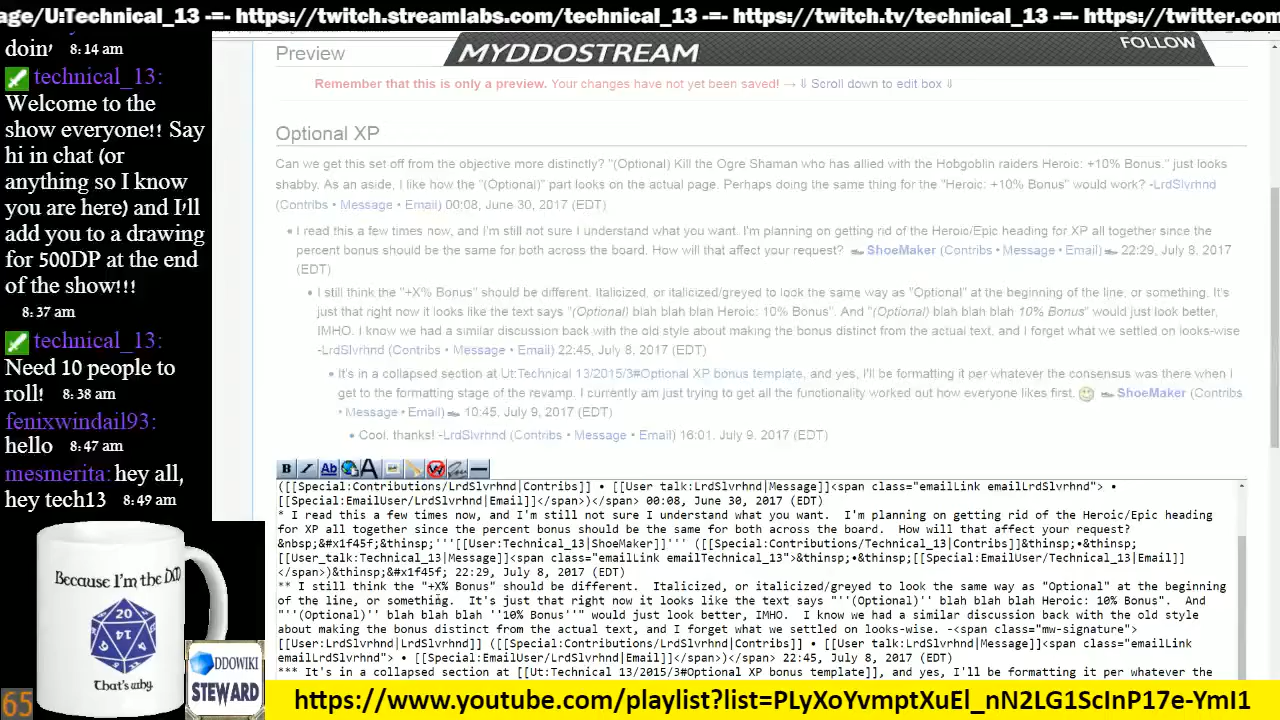 age/U:Technical_13 -=- https://twitch.streamlabs.com/technical_13 -=- https://twitch.tv/technical_13 -=- https://twitter.com
doin' 8:14 am
technical_13:
Welcome to the
show everyone!! Say
hi in chat (or
anything so I know
you are here) and I'll
add you to a drawing
for 500DP at the end
of the show!!!
8:37 am
technical_13:
Need 10 people to
roll! 8:38 am
fenixwindail93:
hello 8:47 am
mesmerita: hey all,
hey tech13 8:49 am
Because I'm the DM
20
14
That's why.
DDOWIKI
STEWARD
65
MYDDOSTREAM
FOLLOW
Preview
Remember that this is only a preview. Your changes have not yet been saved! → ⇓ Scroll down to edit box ⇓
Optional XP
Can we get this set off from the objective more distinctly? "(Optional) Kill the Ogre Shaman who has allied with the Hobgoblin raiders Heroic: +10% Bonus." just looks
shabby. As an aside, I like how the "(Optional)" part looks on the actual page. Perhaps doing the same thing for the "Heroic: +10% Bonus" would work? -LrdSlvrhnd
(Contribs • Message • Email) 00:08, June 30, 2017 (EDT)
• I read this a few times now, and I'm still not sure I understand what you want. I'm planning on getting rid of the Heroic/Epic heading for XP all together since the
percent bonus should be the same for both across the board. How will that affect your request? ShoeMaker (Contribs • Message • Email) 22:29, July 8, 2017
(EDT)
• I still think the "+X% Bonus" should be different. Italicized, or italicized/greyed to look the same way as "Optional" at the beginning of the line, or something. It's
just that right now it looks like the text says "(Optional) blah blah blah Heroic: 10% Bonus". And "(Optional) blah blah blah 10% Bonus" would just look better,
IMHO. I know we had a similar discussion back with the old style about making the bonus distinct from the actual text, and I forget what we settled on looks-wise
-LrdSlvrhnd (Contribs • Message • Email) 22:45, July 8, 2017 (EDT)
• It's in a collapsed section at Ut:Technical 13/2015/3#Optional XP bonus template, and yes, I'll be formatting it per whatever the consensus was there when I
get to the formatting stage of the revamp. I currently am just trying to get all the functionality worked out how everyone likes first. ShoeMaker (Contribs
• Message • Email) 10:45, July 9, 2017 (EDT)
• Cool, thanks! -LrdSlvrhnd (Contribs • Message • Email) 16:01, July 9, 2017 (EDT)
B I Ab A
([[Special:Contributions/LrdSlvrhnd|Contribs]] • [[User talk:LrdSlvrhnd|Message]]<span class="emailLink emailLrdSlvrhnd"> •
[[Special:EmailUser/LrdSlvrhnd|Email]]</span>)</span> 00:08, June 30, 2017 (EDT)
* I read this a few times now, and I'm still not sure I understand what you want.  I'm planning on getting rid of the Heroic/Epic heading
for XP all together since the percent bonus should be the same for both across the board.  How will that affect your request?
&nbsp;&#x1f45f;&thinsp;'''[[User:Technical_13|ShoeMaker]]''' ([[Special:Contributions/Technical_13|Contribs]]&thinsp;•&thinsp;
[[User_talk:Technical_13|Message]]<span class="emailLink emailTechnical_13">&thinsp;•&thinsp;[[Special:EmailUser/Technical_13|Email]]
</span>)&thinsp;&#x1f45f; 22:29, July 8, 2017 (EDT)
** I still think the "+X% Bonus" should be different.  Italicized, or italicized/greyed to look the same way as "Optional" at the beginning
of the line, or something.  It's just that right now it looks like the text says "''(Optional)'' blah blah blah Heroic: 10% Bonus".  And
"''(Optional)'' blah blah blah ''10% Bonus''" would just look better, IMHO.  I know we had a similar discussion back with the old style
about making the bonus distinct from the actual text, and I forget what we settled on looks-wise. -<span class="mw-signature">
[[User:LrdSlvrhnd|LrdSlvrhnd]] ([[Special:Contributions/LrdSlvrhnd|Contribs]] • [[User talk:LrdSlvrhnd|Message]]<span class="emailLink
emailLrdSlvrhnd"> • [[Special:EmailUser/LrdSlvrhnd|Email]]</span>)</span> 22:45, July 8, 2017 (EDT)
*** It's in a collapsed section at [[Ut:Technical 13/2015/3#Optional XP bonus template]], and yes, I'll be formatting it per whatever the
https://www.youtube.com/playlist?list=PLyXoYvmptXuEl_nN2LG1ScInP17e-YmI1